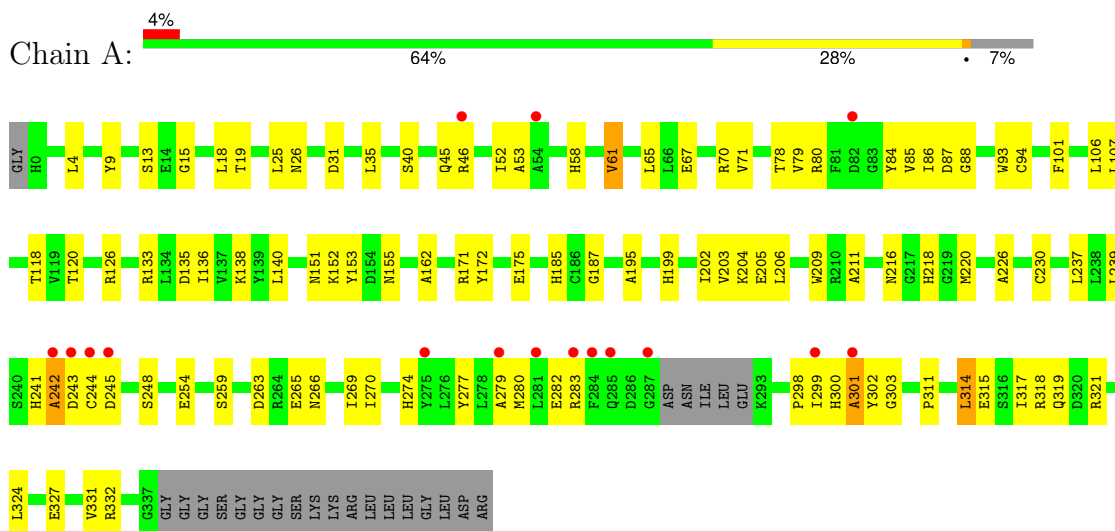 4%
Chain A:
64% 28% • 7%
GLY H0 L4 Y9 S13 E14 G15 L18 T19 L25 N26 D31 L35 S40 Q45 R46 I52 A53 A54 H58 V61 L65 L66 E67 R70 V71 T78 V79 R80 F81 D82 G83 Y84 V85 I86 D87 G88 W93 C94 F101 L106 L107
T118 V119 T120 R126 R133 L134 D135 I136 V137 K138 Y139 L140 N151 K152 Y153 D154 N155 A162 R171 Y172 E175 H185 C186 G187 A195 H199 I202 V203 K204 E205 L206 W209 R210 A211 N216 G217 H218 G219 M220 A226 C230 L237 L238 L239
S240 H241 A242 D243 C244 D245 S248 E254 S259 D263 R264 E265 N266 I269 I270 H274 Y275 L276 Y277 L278 A279 M280 L281 E282 R283 F284 Q285 D286 G287 ASP ASN ILE LEU GLU K293 P298 I299 H300 A301 Y302 G303 P311 L314 E315 S316 I317 R318 Q319 D320 R321
L324 E327 V331 R332 G337 GLY GLY GLY SER GLY GLY GLY GLY SER LYS LYS ARG LEU LEU LEU GLY LEU ASP ARG